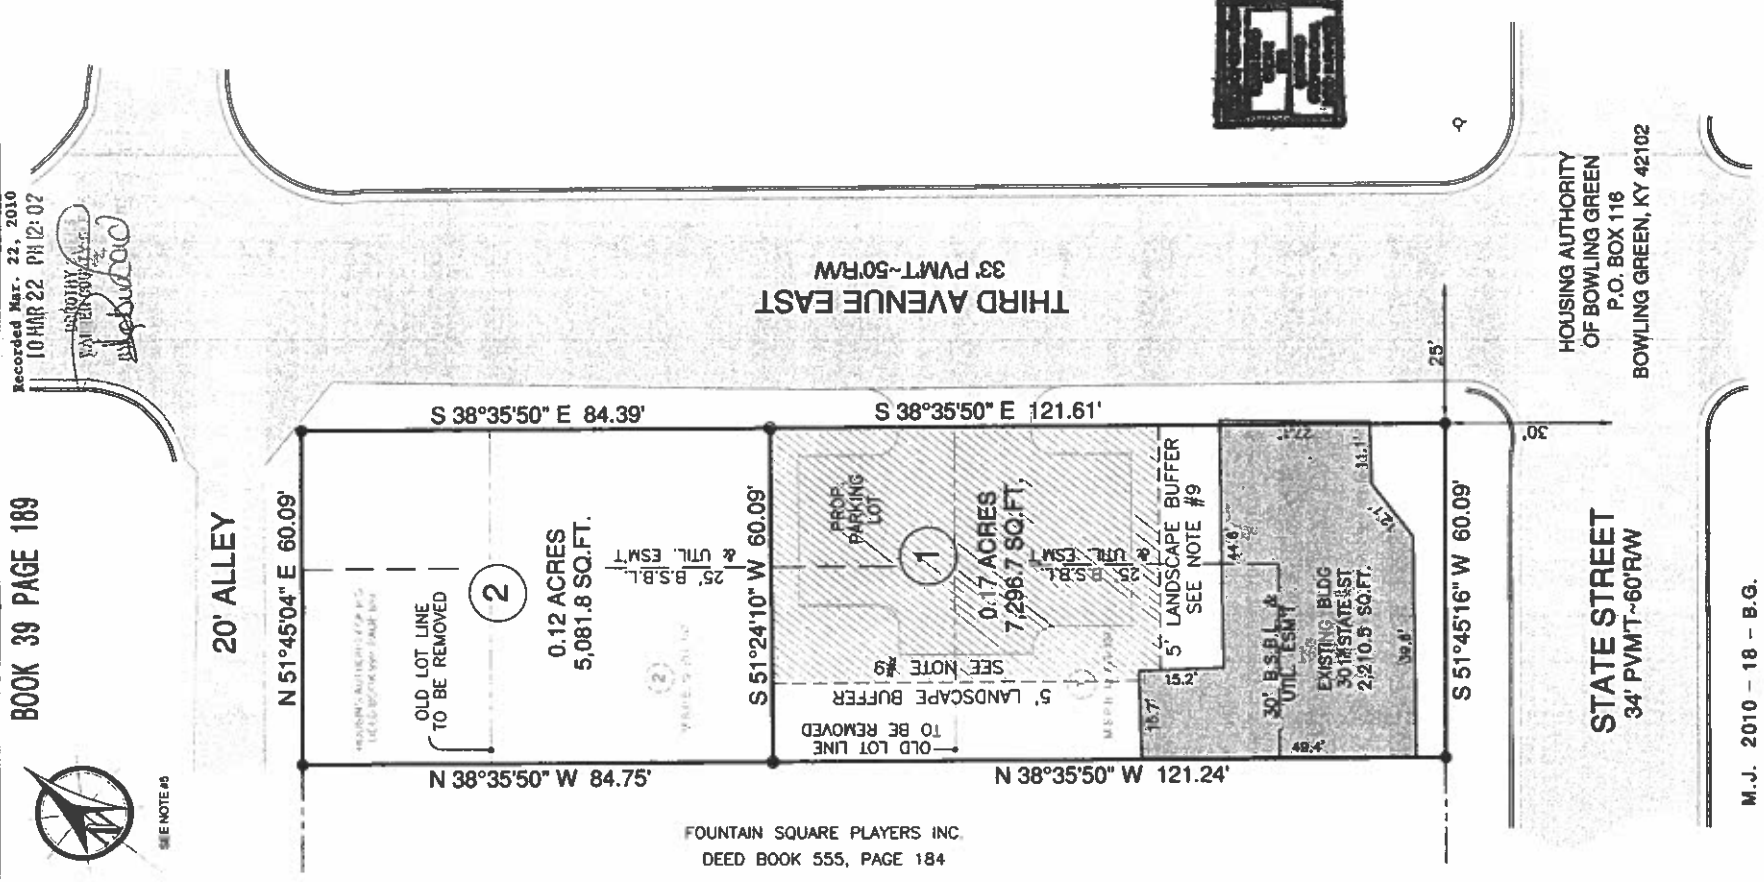 BOOK 39 PAGE 189
Recorded Mar. 22, 2010
10 MAR 22 PM 12:02
SEE NOTE #5
20' ALLEY
N 51°45'04" E 60.09'
S 38°35'50" E 84.39'
OLD LOT LINE
TO BE REMOVED
2
0.12 ACRES
5,081.8 SQ.FT.
25' B.S.B.L.
& UTIL. ESM'T
N 38°35'50" W 84.75'
S 51°24'10" W 60.09'
S 38°35'50" E 121.61'
THIRD AVENUE EAST
33' PVMT~50'R/W
PROP.
PARKING
LOT
1
0.17 ACRES
7,296.7 SQ.FT.
25' B.S.B.L.
& UTIL. ESM'T
5' LANDSCAPE BUFFER
SEE NOTE #9
OLD LOT LINE
TO BE REMOVED
5' LANDSCAPE BUFFER
SEE NOTE #9
N 38°35'50" W 121.24'
15.2'
44.6'
11.1'
12.1'
39.8'
49.4'
30' B.S.B.L. &
UTIL. ESMT
EXISTING BLDG
301 STATE ST
2,210.5 SQ.FT.
25'
30'
S 51°45'16" W 60.09'
STATE STREET
34' PVM'T~60'R/W
HOUSING AUTHORITY
OF BOWLING GREEN
P.O. BOX 116
BOWLING GREEN, KY 42102
FOUNTAIN SQUARE PLAYERS INC.
DEED BOOK 555, PAGE 184
M.J. 2010 - 18 - B.G.